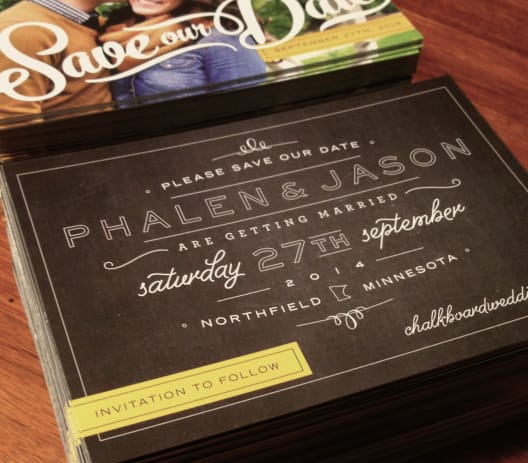 Save our Date
SEPTEMBER 27TH, 2014
PLEASE SAVE OUR DATE
PHALEN & JASON
ARE GETTING MARRIED
saturday 27TH september
2014
NORTHFIELD MINNESOTA
chalkboardweddi
INVITATION TO FOLLOW